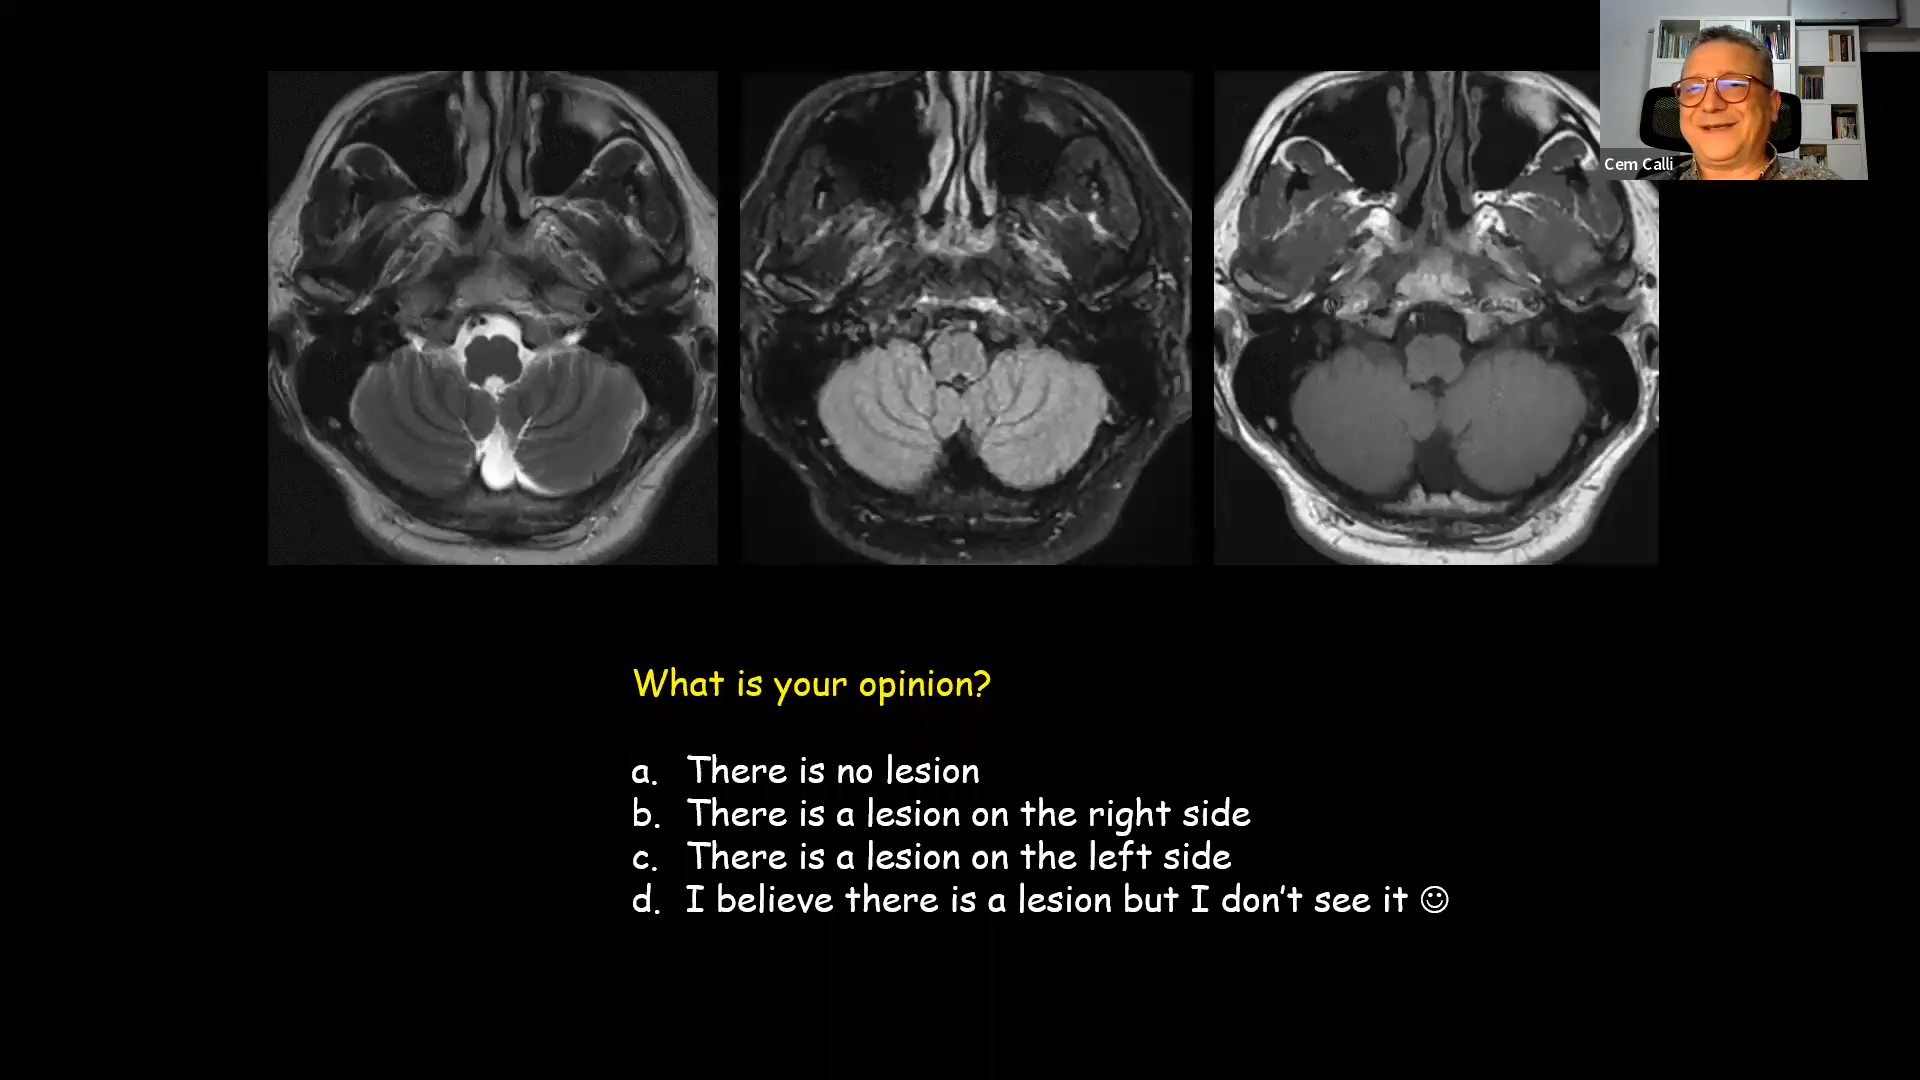 Cem Calli
What is your opinion?
a. There is no lesion
b. There is a lesion on the right side
c. There is a lesion on the left side
d. I believe there is a lesion but I don't see it ☺